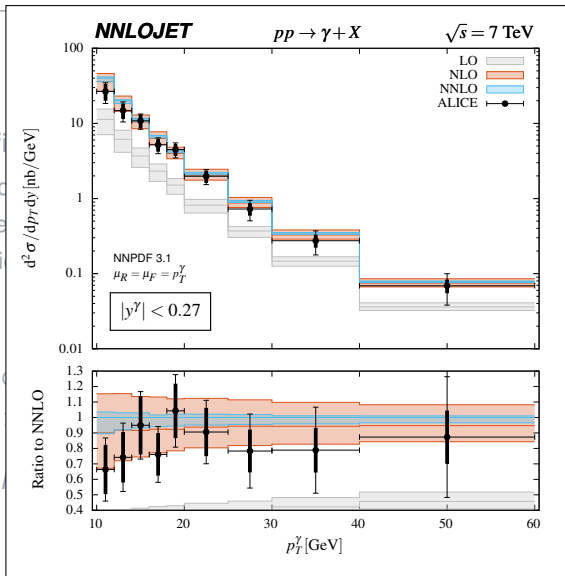 NNLOJET pp → γ+X √s = 7 TeV
LO
NLO
NNLO
ALICE
100
10
1
0.1
0.01
d²σ/dp_T dy [nb/GeV]
NNPDF 3.1
μ_R = μ_F = p_T^γ
|y^γ| < 0.27
1.3
1.2
1.1
1
0.9
0.8
0.7
0.6
0.5
0.4
Ratio to NNLO
10 20 30 40 50 60
p_T^γ [GeV]